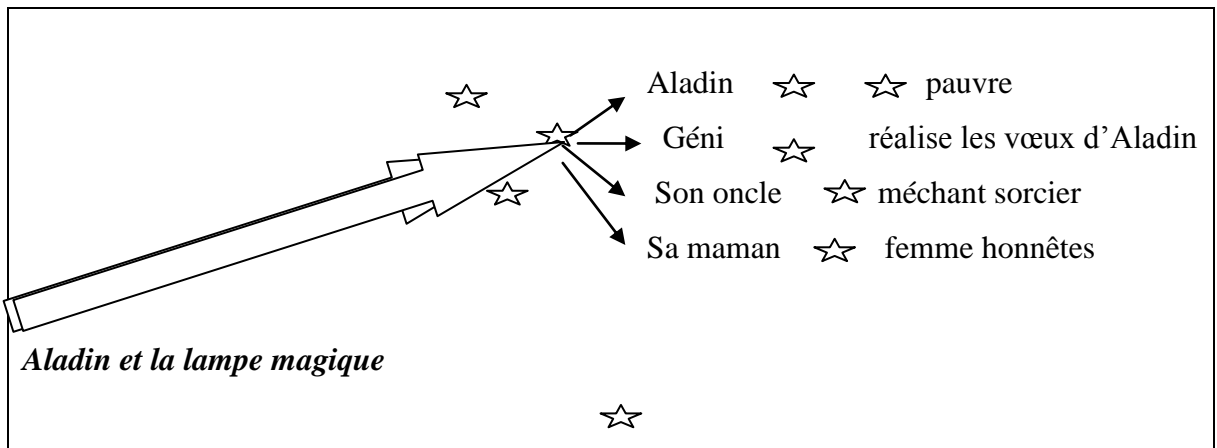 Aladin pauvre
Géni réalise les vœux d'Aladin
Son oncle méchant sorcier
Sa maman femme honnêtes
Aladin et la lampe magique